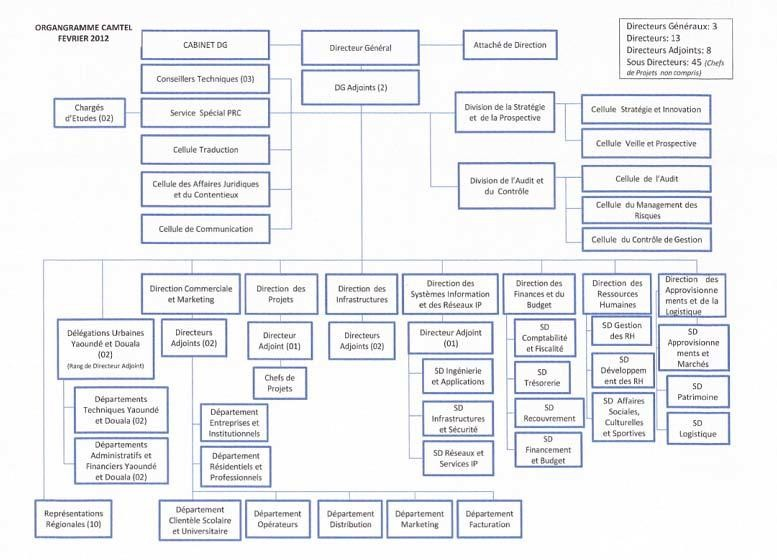 ORGANGRAMME CAMTEL
FEVRIER 2012
Directeurs Généraux: 3
Directeurs: 13
Directeurs Adjoints: 8
Sous Directeurs: 45 (Chefs
de Projets non compris)
CABINET DG
Directeur Général
Attaché de Direction
Conseillers Techniques (03)
DG Adjoints (2)
Chargés
d'Etudes (02)
Service Spécial PRC
Division de la Stratégie
et de la Prospective
Cellule Stratégie et Innovation
Cellule Veille et Prospective
Cellule Traduction
Cellule des Affaires Juridiques
et du Contentieux
Division de l'Audit et
du Contrôle
Cellule de l'Audit
Cellule du Management des
Risques
Cellule de Communication
Cellule du Contrôle de Gestion
Direction Commerciale
et Marketing
Direction des
Projets
Direction des
Infrastructures
Direction des
Systèmes Information
et des Réseaux IP
Direction des
Finances et du
Budget
Direction des
Ressources
Humaines
Direction des
Approvisionne
ments et de la
Logistique
Délégations Urbaines
Yaoundé et Douala
(02)
(Rang de Directeur Adjoint)
Directeurs
Adjoints (02)
Directeur
Adjoint (01)
Directeurs
Adjoints (02)
Directeur Adjoint
(01)
SD
Comptabilité
et Fiscalité
SD Gestion
des RH
SD
Approvisionne
ments et
Marchés
Chefs de
Projets
SD Ingénierie
et Applications
SD
Trésorerie
SD
Développem
ent des RH
SD
Patrimoine
Départements
Techniques Yaoundé
et Douala (02)
Département
Entreprises et
Institutionnels
SD
Infrastructures
et Sécurité
SD
Recouvrement
SD Affaires
Sociales,
Culturelles
et Sportives
SD
Logistique
Départements
Administratifs et
Financiers Yaoundé
et Douala (02)
Département
Résidentiels et
Professionnels
SD Réseaux et
Services IP
SD
Financement
et Budget
Représentations
Régionales (10)
Département
Clientèle Scolaire
et Universitaire
Département
Opérateurs
Département
Distribution
Département
Marketing
Département
Facturation